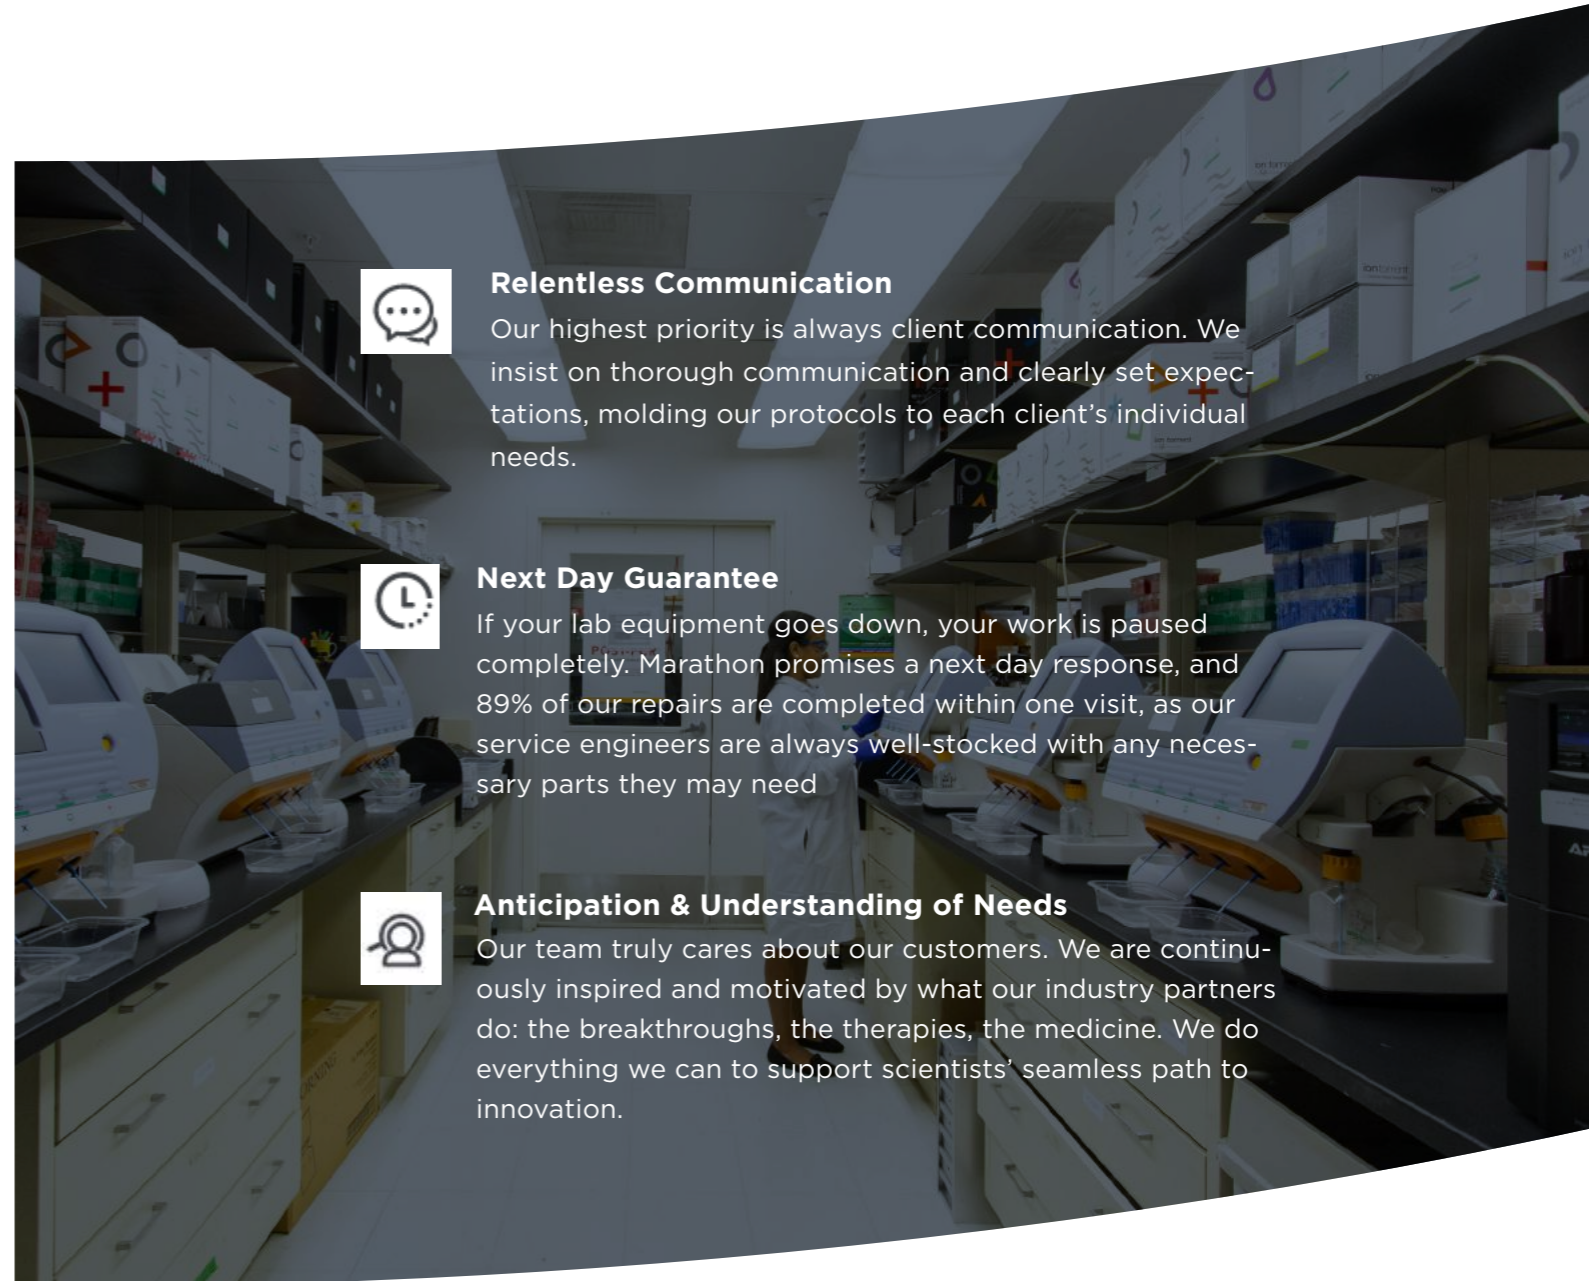 Relentless Communication
Our highest priority is always client communication. We
insist on thorough communication and clearly set expec-
tations, molding our protocols to each client’s individual
needs.
Next Day Guarantee
If your lab equipment goes down, your work is paused
completely. Marathon promises a next day response, and
89% of our repairs are completed within one visit, as our
service engineers are always well-stocked with any neces-
sary parts they may need
Anticipation & Understanding of Needs
Our team truly cares about our customers. We are continu-
ously inspired and motivated by what our industry partners
do: the breakthroughs, the therapies, the medicine. We do
everything we can to support scientists’ seamless path to
innovation.
ion torrent
ion torrent